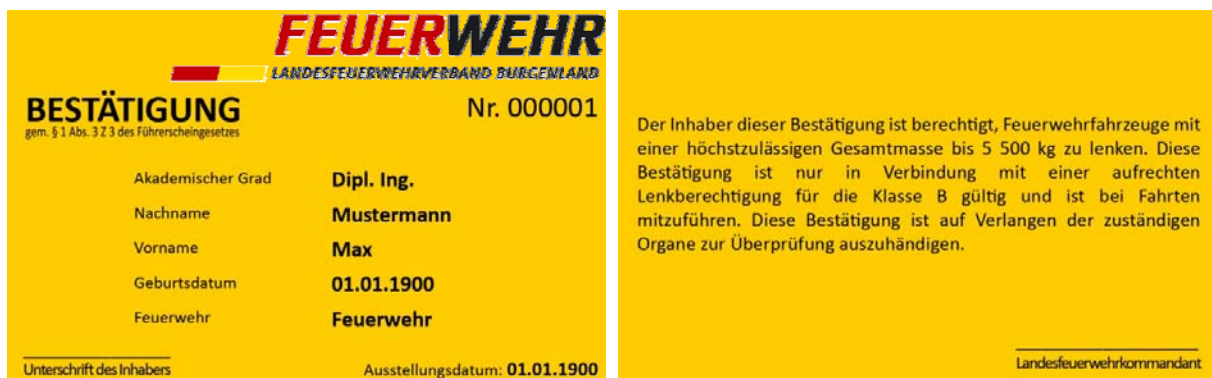 FEUERWEHR
LANDESFEUERWEHRVERBAND BURGENLAND
BESTÄTIGUNG
gem. § 1 Abs. 3 Z 3 des Führerscheingesetzes
Nr. 000001
Akademischer Grad Dipl. Ing.
Nachname Mustermann
Vorname Max
Geburtsdatum 01.01.1900
Feuerwehr Feuerwehr
Unterschrift des Inhabers
Ausstellungsdatum: 01.01.1900
Der Inhaber dieser Bestätigung ist berechtigt, Feuerwehrfahrzeuge mit
einer höchstzulässigen Gesamtmasse bis 5 500 kg zu lenken. Diese
Bestätigung ist nur in Verbindung mit einer aufrechten
Lenkberechtigung für die Klasse B gültig und ist bei Fahrten
mitzuführen. Diese Bestätigung ist auf Verlangen der zuständigen
Organe zur Überprüfung auszuhändigen.
Landesfeuerwehrkommandant